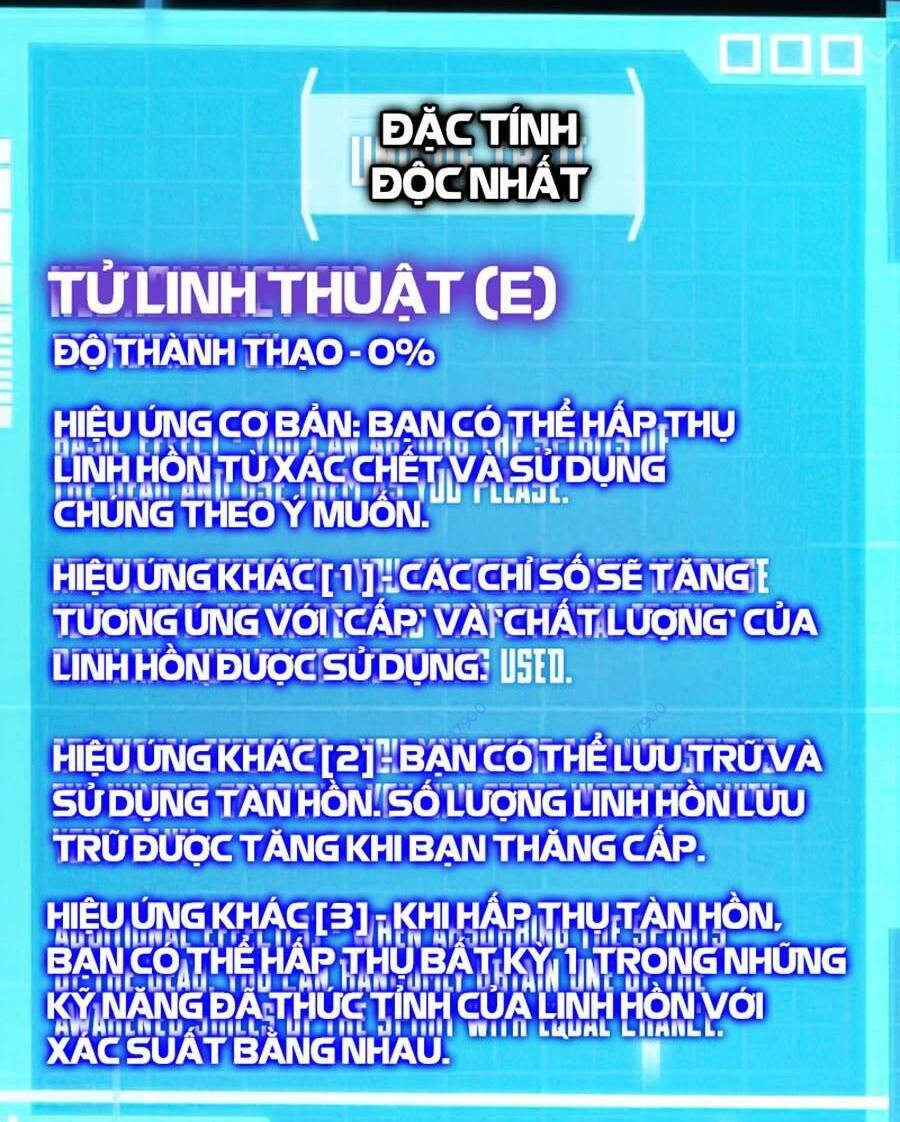 ĐẶC TÍNH
ĐỘC NHẤT
TỬ LINH THUẬT (E)
ĐỘ THÀNH THẠO - 0%
HIỆU ỨNG CƠ BẢN: BẠN CÓ THỂ HẤP THỤ
LINH HỒN TỪ XÁC CHẾT VÀ SỬ DỤNG
CHÚNG THEO Ý MUỐN.
HIỆU ỨNG KHÁC [1] - CÁC CHỈ SỐ SẼ TĂNG
TƯƠNG ỨNG VỚI `CẤP` VÀ `CHẤT LƯỢNG` CỦA
LINH HỒN ĐƯỢC SỬ DỤNG. USED.
HIỆU ỨNG KHÁC [2] - BẠN CÓ THỂ LƯU TRỮ VÀ
SỬ DỤNG TÀN HỒN. SỐ LƯỢNG LINH HỒN LƯU
TRỮ ĐƯỢC TĂNG KHI BẠN THĂNG CẤP.
HIỆU ỨNG KHÁC [3] - KHI HẤP THỤ TÀN HỒN,
BẠN CÓ THỂ HẤP THỤ BẤT KỲ 1 TRONG NHỮNG
KỸ NĂNG ĐÃ THỨC TỈNH CỦA LINH HỒN VỚI
XÁC SUẤT BẰNG NHAU.